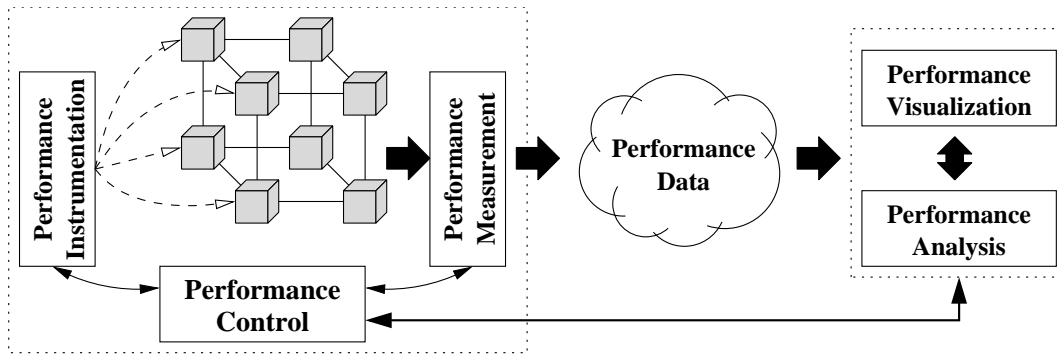 Performance
Instrumentation
Performance
Measurement
Performance
Control
Performance
Data
Performance
Visualization
Performance
Analysis